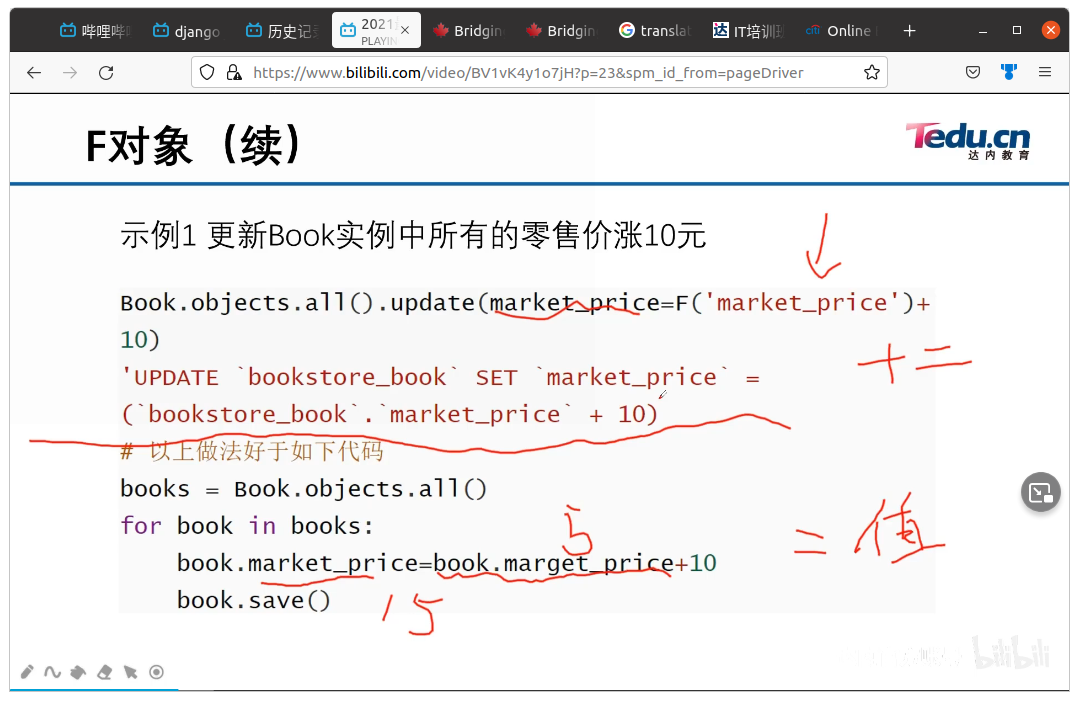 哔哩哔哩
django
历史记录
2021
PLAYIN
Bridgin
Bridgin
translat
达 IT培训班
citi Online
https://www.bilibili.com/video/BV1vK4y1o7jH?p=23&spm_id_from=pageDriver
F对象（续）
Tedu.cn
达内教育
示例1 更新Book实例中所有的零售价涨10元
Book.objects.all().update(market_price=F('market_price')+
10)
'UPDATE `bookstore_book` SET `market_price` =
(`bookstore_book`.`market_price` + 10)
# 以上做法好于如下代码
books = Book.objects.all()
for book in books:
book.market_price=book.marget_price+10
book.save()
+ =
5
= 值
15
bilibili